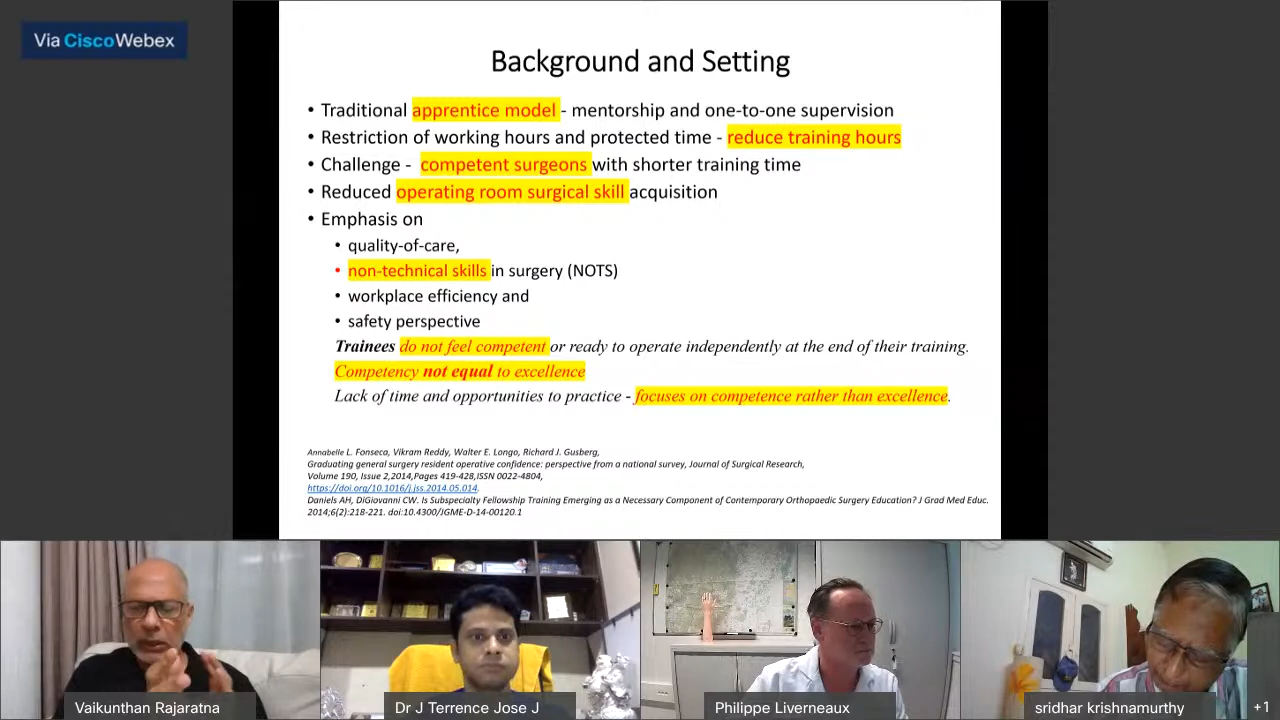 Via Cisco Webex
Background and Setting
• Traditional apprentice model - mentorship and one-to-one supervision
• Restriction of working hours and protected time - reduce training hours
• Challenge - competent surgeons with shorter training time
• Reduced operating room surgical skill acquisition
• Emphasis on
• quality-of-care,
• non-technical skills in surgery (NOTS)
• workplace efficiency and
• safety perspective
Trainees do not feel competent or ready to operate independently at the end of their training.
Competency not equal to excellence
Lack of time and opportunities to practice - focuses on competence rather than excellence.
Annabelle L. Fonseca, Vikram Reddy, Walter E. Longo, Richard J. Gusberg,
Graduating general surgery resident operative confidence: perspective from a national survey, Journal of Surgical Research,
Volume 190, Issue 2,2014,Pages 419-428,ISSN 0022-4804,
https://doi.org/10.1016/j.jss.2014.05.014.
Daniels AH, DiGiovanni CW. Is Subspecialty Fellowship Training Emerging as a Necessary Component of Contemporary Orthopaedic Surgery Education? J Grad Med Educ.
2014;6(2):218-221. doi:10.4300/JGME-D-14-00120.1
Vaikunthan Rajaratna
Dr J Terrence Jose J
Philippe Liverneaux
sridhar krishnamurthy
+1